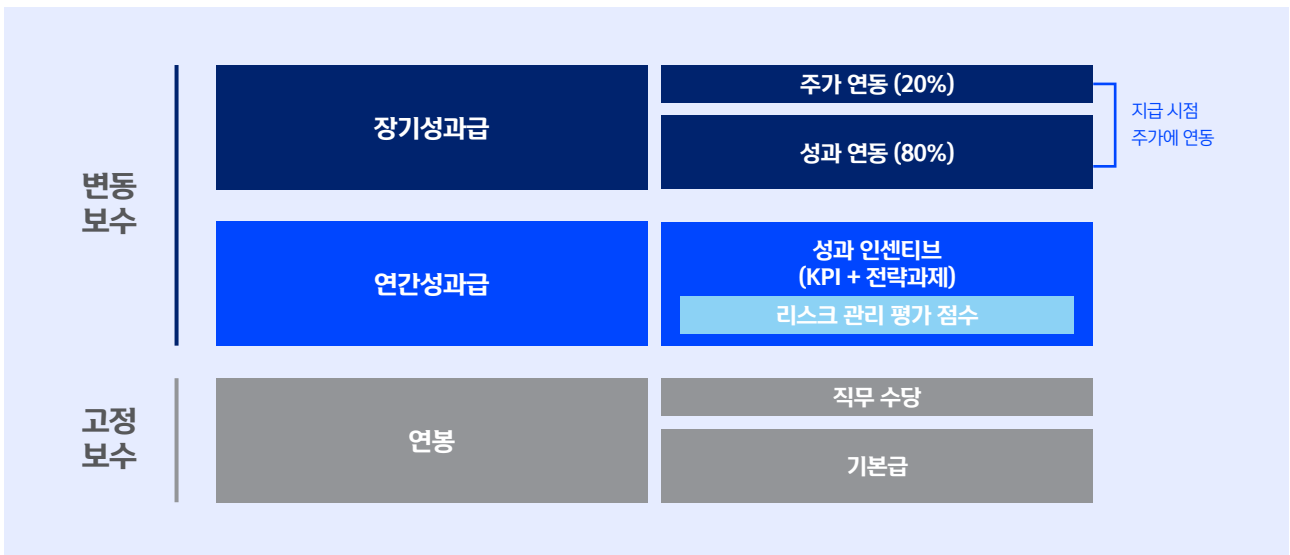 변동
보수
장기성과급
주가 연동 (20%)
성과 연동 (80%)
지급 시점
주가에 연동
연간성과급
성과 인센티브
(KPI + 전략과제)
리스크 관리 평가 점수
고정
보수
연봉
직무 수당
기본급